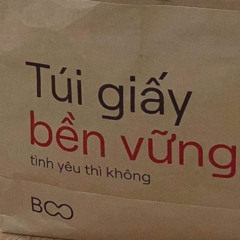 Túi giấy
bền vững
tình yêu thì không
BOO